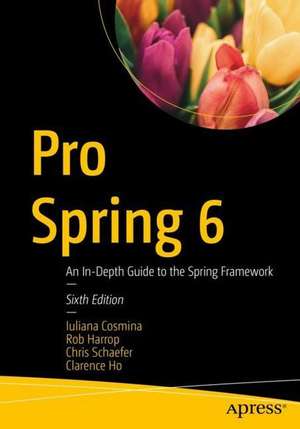 Pro
Spring 6
An In-Depth Guide to the Spring Framework
—
Sixth Edition
—
Iuliana Cosmina
Rob Harrop
Chris Schaefer
Clarence Ho
Apress®